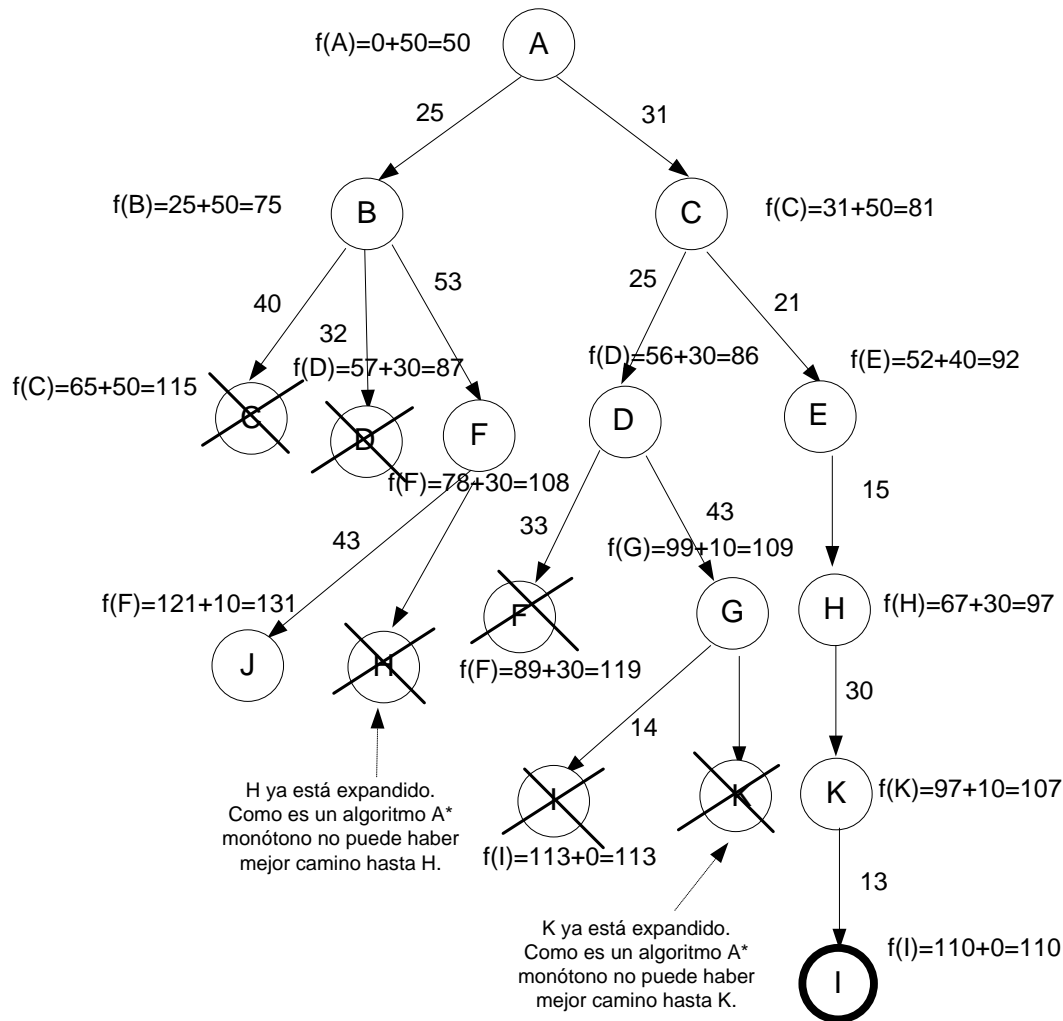 f(A)=0+50=50
A
25
31
f(B)=25+50=75
B
C
f(C)=31+50=81
40
32
53
25
21
f(C)=65+50=115
f(D)=57+30=87
f(D)=56+30=86
f(E)=52+40=92
C
D
F
D
E
f(F)=78+30=108
43
33
43
15
f(G)=99+10=109
f(F)=121+10=131
J
H
F
G
H
f(H)=67+30=97
f(F)=89+30=119
14
30
H ya está expandido.
Como es un algoritmo A*
monótono no puede haber
mejor camino hasta H.
I
K
K
f(K)=97+10=107
f(I)=113+0=113
13
K ya está expandido.
Como es un algoritmo A*
monótono no puede haber
mejor camino hasta K.
f(I)=110+0=110
I